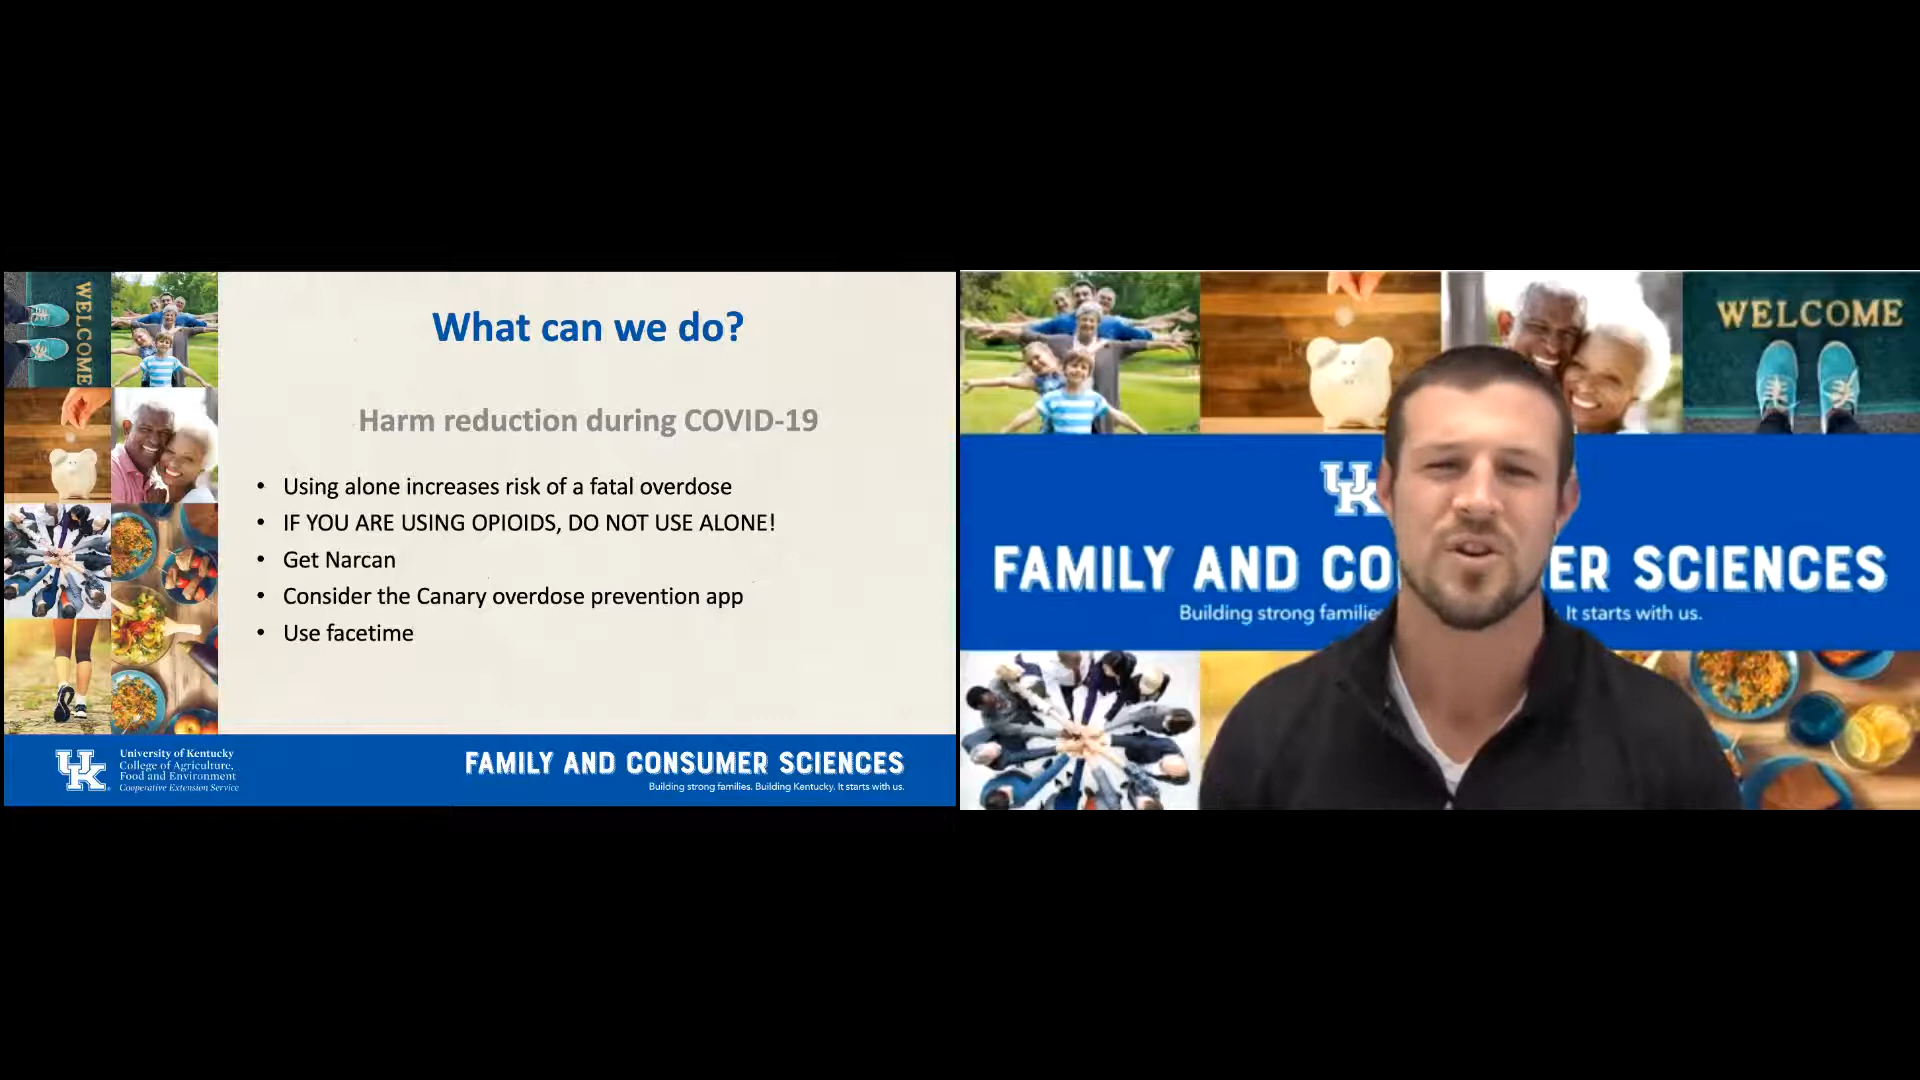 WELCOME
What can we do?
Harm reduction during COVID-19
• Using alone increases risk of a fatal overdose
• IF YOU ARE USING OPIOIDS, DO NOT USE ALONE!
• Get Narcan
• Consider the Canary overdose prevention app
• Use facetime
UK
University of Kentucky
College of Agriculture,
Food and Environment
Cooperative Extension Service
FAMILY AND CONSUMER SCIENCES
Building strong families. Building Kentucky. It starts with us.
WELCOME
UK
FAMILY AND CO ER SCIENCES
Building strong familie . It starts with us.